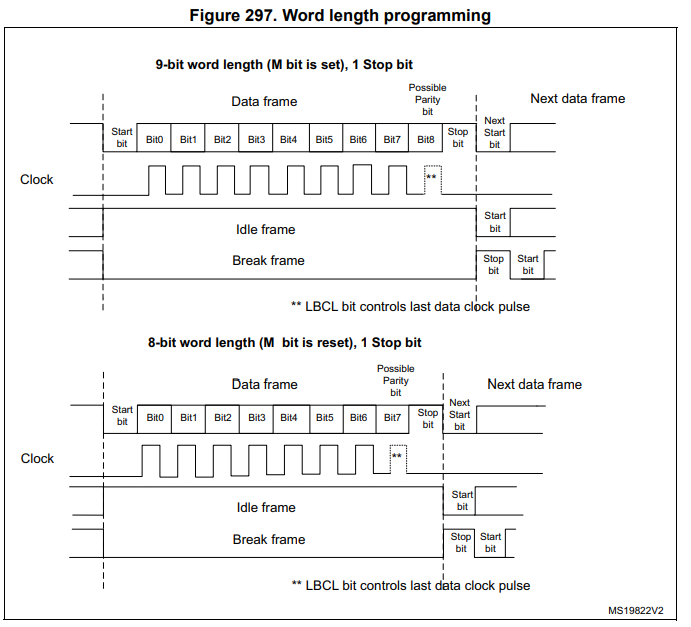 Figure 297. Word length programming
9-bit word length (M bit is set), 1 Stop bit
Possible
Parity
bit
Data frame
Next data frame
Start
bit
Bit0
Bit1
Bit2
Bit3
Bit4
Bit5
Bit6
Bit7
Bit8
Stop
bit
Next
Start
bit
Clock
**
Idle frame
Start
bit
Break frame
Stop
bit
Start
bit
** LBCL bit controls last data clock pulse
8-bit word length (M bit is reset), 1 Stop bit
Possible
Parity
bit
Data frame
Next data frame
Start
bit
Bit0
Bit1
Bit2
Bit3
Bit4
Bit5
Bit6
Bit7
Stop
bit
Next
Start
bit
Clock
**
Idle frame
Start
bit
Break frame
Stop
bit
Start
bit
** LBCL bit controls last data clock pulse
MS19822V2